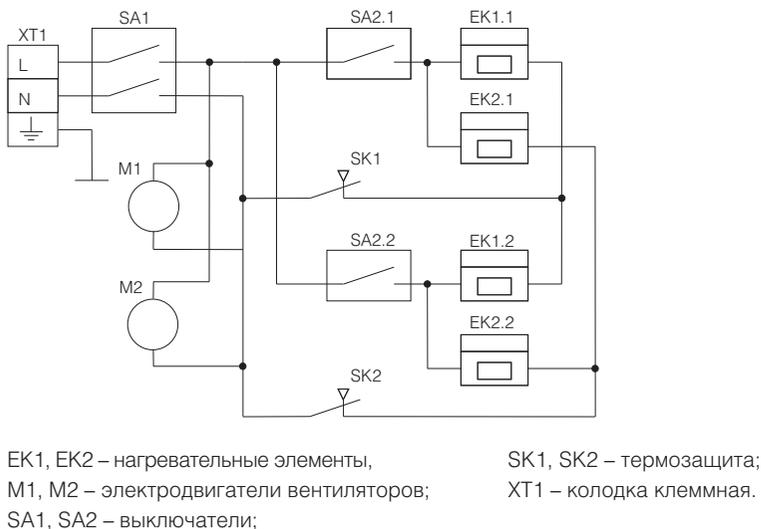 SA1
SA2.1
EK1.1
XT1
L
N
EK2.1
M1
SK1
SA2.2
EK1.2
M2
EK2.2
SK2
EK1, EK2 – нагревательные элементы,
SK1, SK2 – термозащита;
M1, M2 – электродвигатели вентиляторов;
XT1 – колодка клеммная.
SA1, SA2 – выключатели;